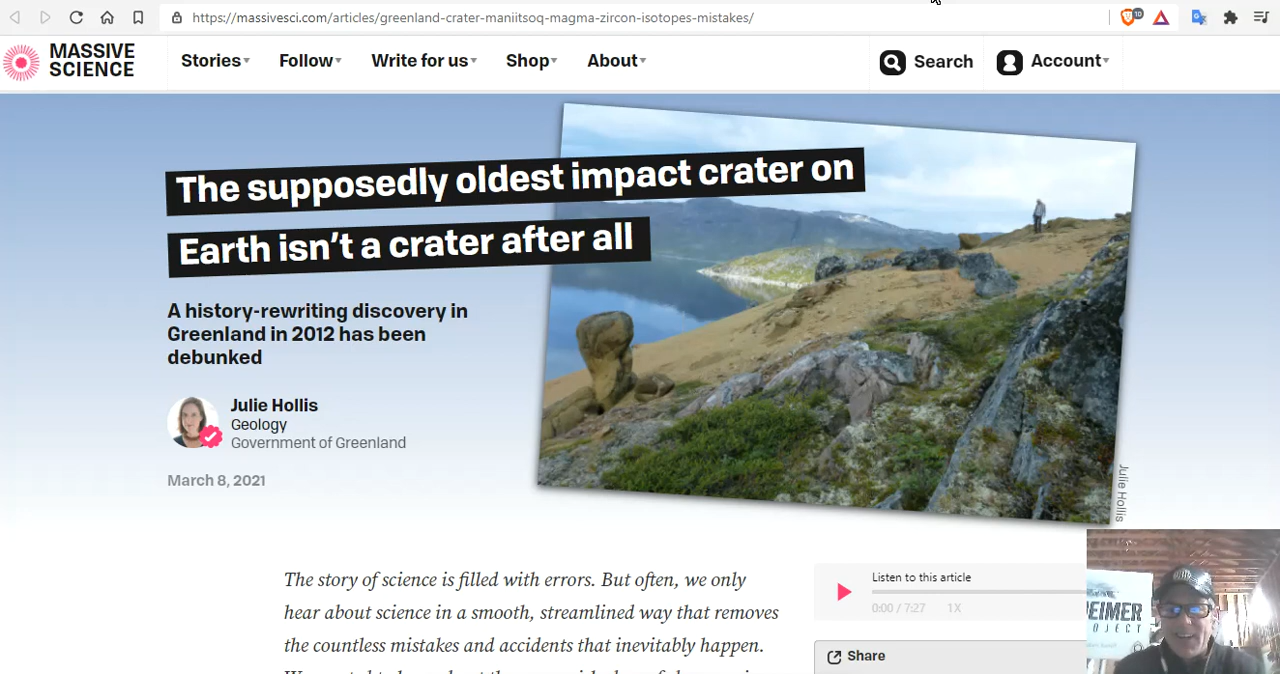 https://massivesci.com/articles/greenland-crater-maniitsoq-magma-zircon-isotopes-mistakes/
10
MASSIVE
SCIENCE
Stories
Follow
Write for us
Shop
About
Search
Account
The supposedly oldest impact crater on
Earth isn't a crater after all
A history-rewriting discovery in
Greenland in 2012 has been
debunked
Julie Hollis
Geology
Government of Greenland
March 8, 2021
Julie Hollis
The story of science is filled with errors. But often, we only
hear about science in a smooth, streamlined way that removes
the countless mistakes and accidents that inevitably happen.
Listen to this article
0:00 / 7:27 1X
Share
EIMER
OJECT